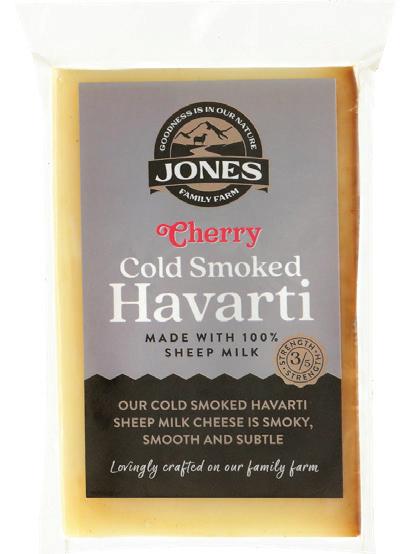 GOODNESS IS IN OUR NATURE
JONES
FAMILY FARM
Cherry
Cold Smoked
Havarti
MADE WITH 100%
SHEEP MILK
STRENGTH
3/5
STRENGTH
OUR COLD SMOKED HAVARTI
SHEEP MILK CHEESE IS SMOKY,
SMOOTH AND SUBTLE
Lovingly crafted on our family farm